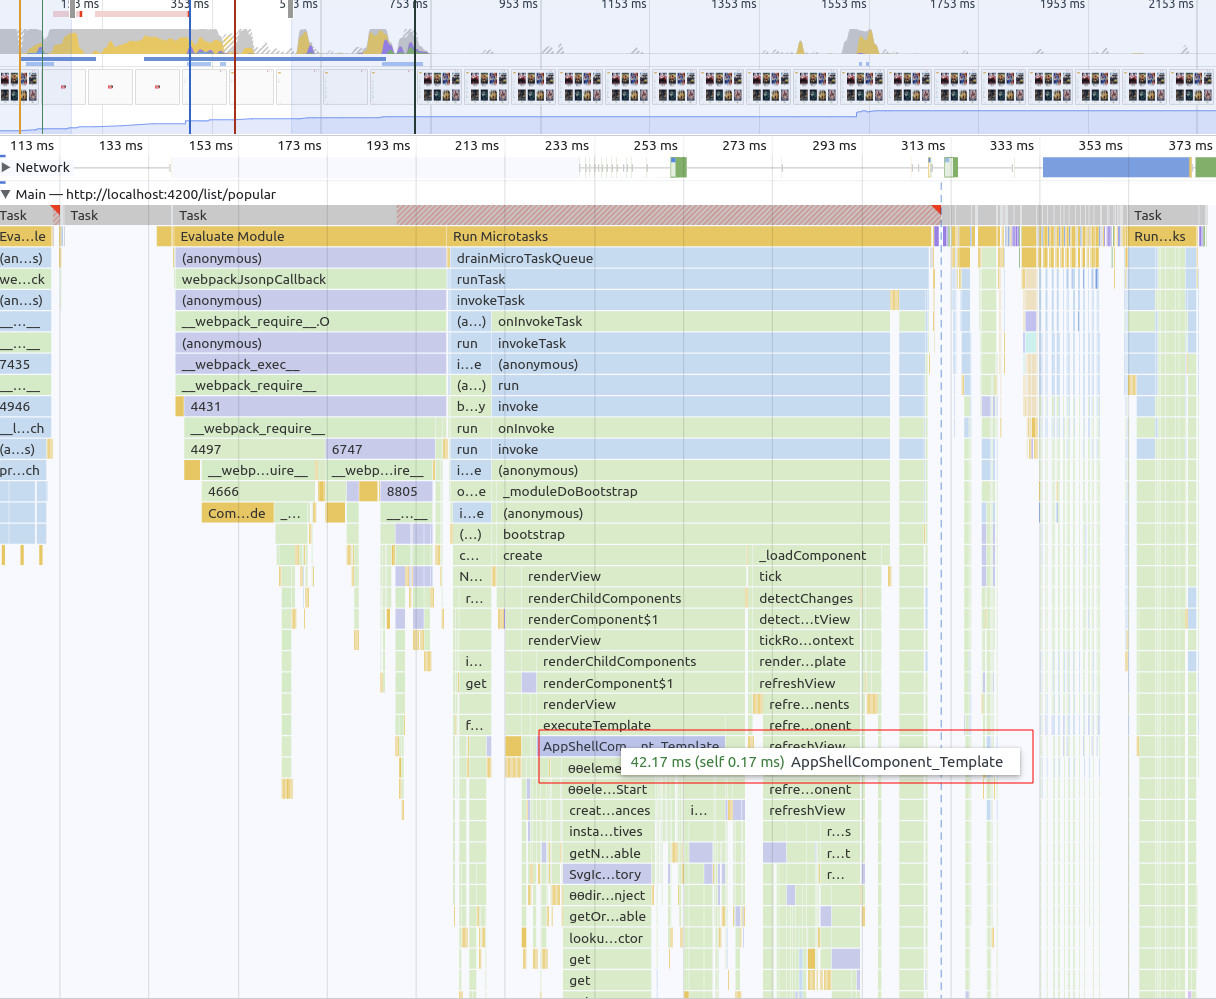 353 ms 753 ms 953 ms 1153 ms 1353 ms 1553 ms 1753 ms 1953 ms 2153 ms
113 ms 133 ms 153 ms 173 ms 193 ms 213 ms 233 ms 253 ms 273 ms 293 ms 313 ms 333 ms 353 ms 373 ms
Network
Main — http://localhost:4200/list/popular
Task Task Task Task
Eva…le Evaluate Module Run Microtasks Run…ks
(an…s) (anonymous) drainMicroTaskQueue
we…ck webpackJsonpCallback runTask
(an…s) (anonymous) invokeTask
__…__ __webpack_require__.O (a…) onInvokeTask
__…__ (anonymous) run invokeTask
7435 __webpack_exec__ i…e (anonymous)
__…__ __webpack_require__ (a…) run
4946 4431 b…y invoke
__l…ch __webpack_require__ run onInvoke
(a…s) 4497 6747 run invoke
pr…ch __webp…uire__ __webp…ire__ i…e (anonymous)
4666 8805 o…e _moduleDoBootstrap
Com…de _… __…__ i…e (anonymous)
(…) bootstrap
c… create _loadComponent
N… renderView tick
r… renderChildComponents detectChanges
renderComponent$1 detect…tView
renderView tickRo…ontext
i… renderChildComponents render…plate
get renderComponent$1 refreshView
renderView refre…nents
f… executeTemplate refre…onent
AppShellCom…nt_Template refreshView
42.17 ms (self 0.17 ms) AppShellComponent_Template
ɵɵeleme
ɵɵele…Start refre…onent
creat…ances i… refreshView
insta…tives r…s
getN…able r…t
SvgIc…tory r…
ɵɵdir…nject
getOr…able
looku…ctor
get
get